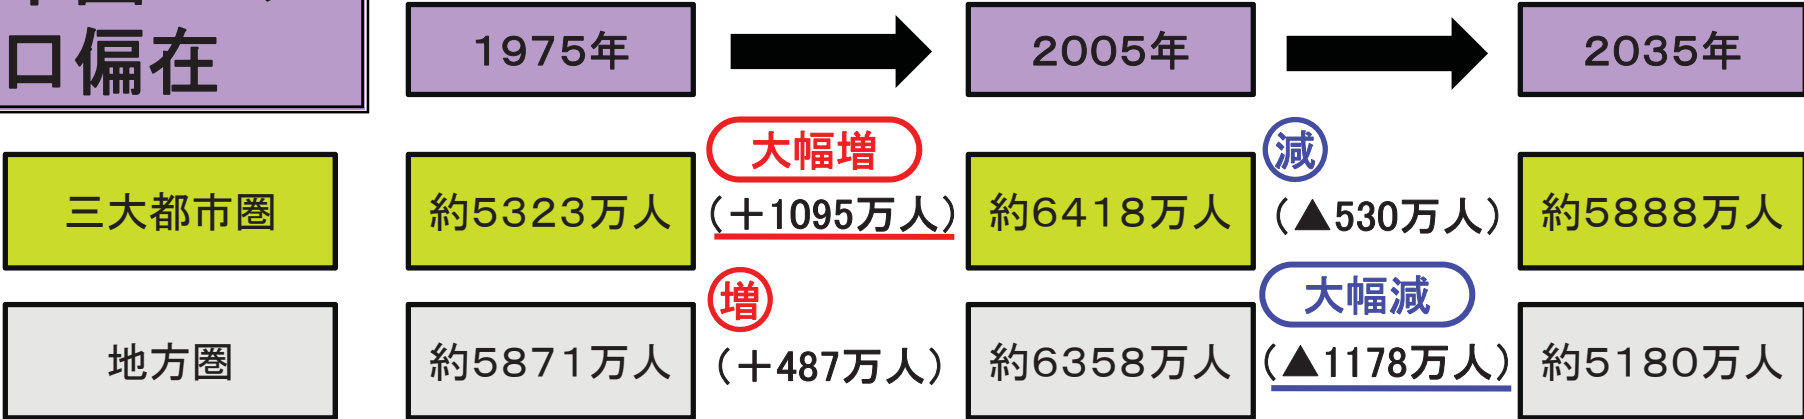 口偏在
1975年 2005年 2035年
大幅増 減
三大都市圏 約5323万人 (＋1095万人) 約6418万人 (▲530万人) 約5888万人
増 大幅減
地方圏 約5871万人 (＋487万人) 約6358万人 (▲1178万人) 約5180万人